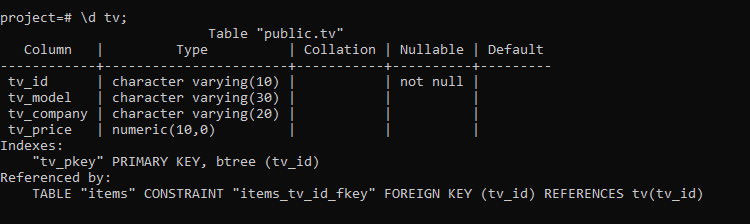 project=# \d tv;
                          Table "public.tv"
   Column   |         Type          | Collation | Nullable | Default
------------+-----------------------+-----------+----------+---------
 tv_id      | character varying(10) |           | not null |
 tv_model   | character varying(30) |           |          |
 tv_company | character varying(20) |           |          |
 tv_price   | numeric(10,0)         |           |          |
Indexes:
    "tv_pkey" PRIMARY KEY, btree (tv_id)
Referenced by:
    TABLE "items" CONSTRAINT "items_tv_id_fkey" FOREIGN KEY (tv_id) REFERENCES tv(tv_id)